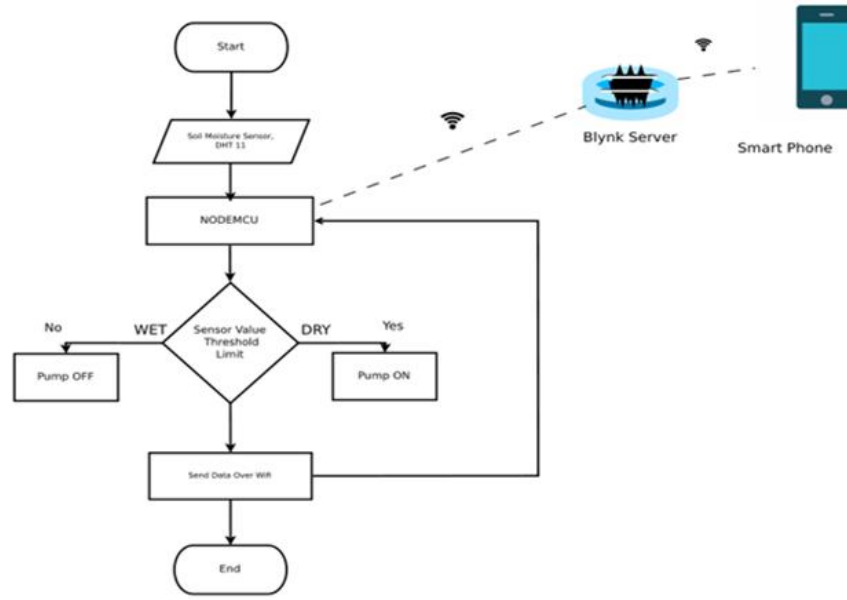 Start
Blynk Server
Smart Phone
Soil Moisture Sensor,
DHT 11
NODEMCU
No
WET
Sensor Value
Threshold
Limit
DRY
Yes
Pump OFF
Pump ON
Send Data Over Wifi
End